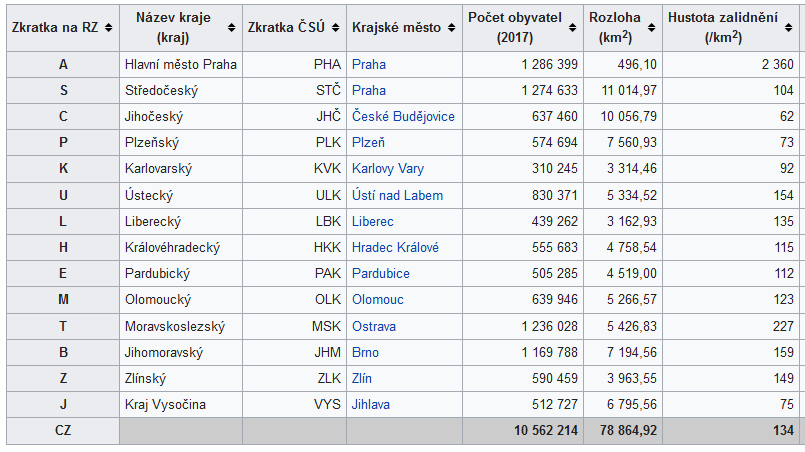 Zkratka na RZ Název kraje (kraj) Zkratka ČSÚ Krajské město Počet obyvatel (2017) Rozloha (km2) Hustota zalidnění (/km2)
A Hlavní město Praha PHA Praha 1 286 399 496,10 2 360
S Středočeský STČ Praha 1 274 633 11 014,97 104
C Jihočeský JHČ České Budějovice 637 460 10 056,79 62
P Plzeňský PLK Plzeň 574 694 7 560,93 73
K Karlovarský KVK Karlovy Vary 310 245 3 314,46 92
U Ústecký ULK Ústí nad Labem 830 371 5 334,52 154
L Liberecký LBK Liberec 439 262 3 162,93 135
H Královéhradecký HKK Hradec Králové 555 683 4 758,54 115
E Pardubický PAK Pardubice 505 285 4 519,00 112
M Olomoucký OLK Olomouc 639 946 5 266,57 123
T Moravskoslezský MSK Ostrava 1 236 028 5 426,83 227
B Jihomoravský JHM Brno 1 169 788 7 194,56 159
Z Zlínský ZLK Zlín 590 459 3 963,55 149
J Kraj Vysočina VYS Jihlava 512 727 6 795,56 75
CZ 10 562 214 78 864,92 134